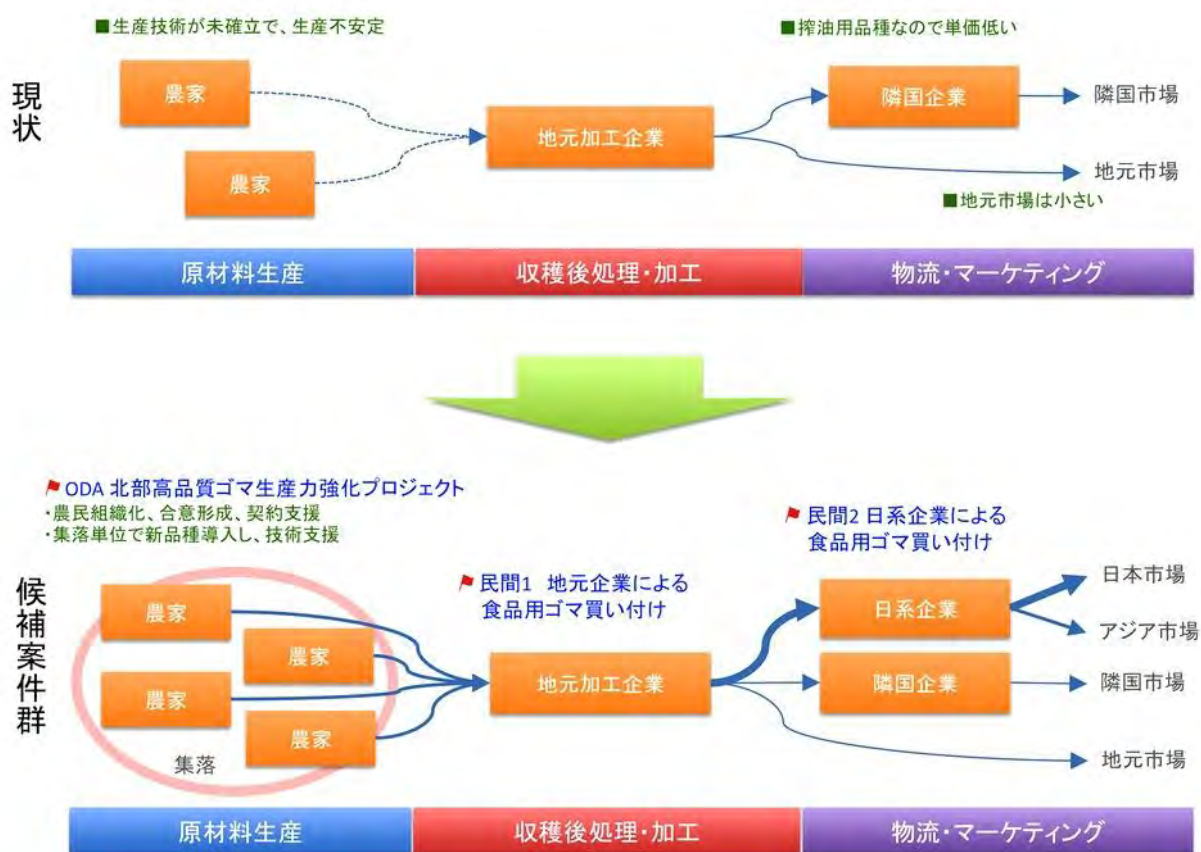 ■生産技術が未確立で、生産不安定
■搾油用品種なので単価低い
現状
農家
農家
地元加工企業
隣国企業
隣国市場
地元市場
■地元市場は小さい
原材料生産
収穫後処理・加工
物流・マーケティング
ODA 北部高品質ゴマ生産力強化プロジェクト
・農民組織化、合意形成、契約支援
・集落単位で新品種導入し、技術支援
民間1 地元企業による
食品用ゴマ買い付け
民間2 日系企業による
食品用ゴマ買い付け
候補案件群
農家
農家
農家
農家
集落
地元加工企業
日系企業
隣国企業
日本市場
アジア市場
隣国市場
地元市場
原材料生産
収穫後処理・加工
物流・マーケティング